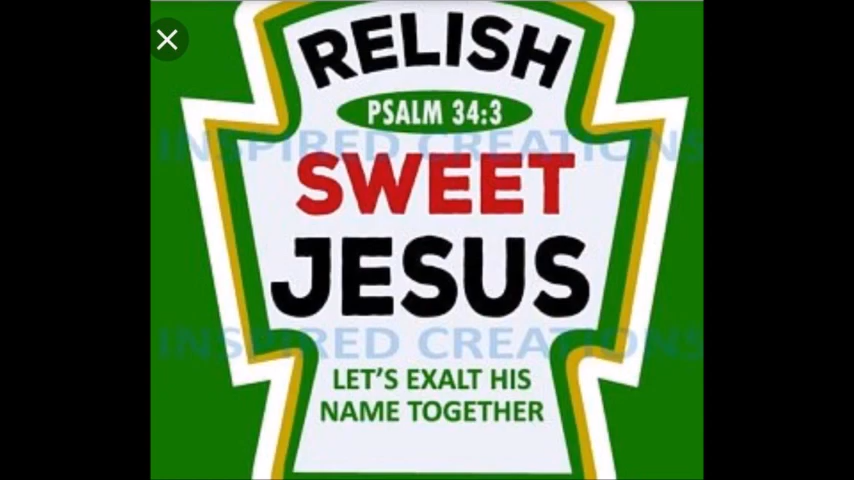 RELISH
PSALM 34:3
INSPIRED CREATIONS
SWEET
JESUS
INSPIRED CREATIONS
LET'S EXALT HIS
NAME TOGETHER